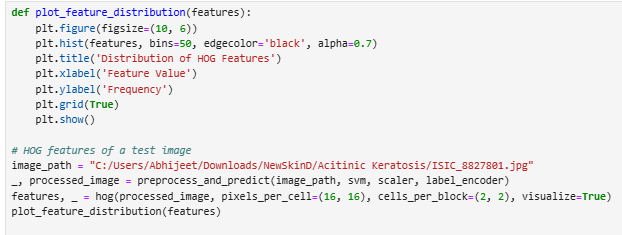 def plot_feature_distribution(features):
    plt.figure(figsize=(10, 6))
    plt.hist(features, bins=50, edgecolor='black', alpha=0.7)
    plt.title('Distribution of HOG Features')
    plt.xlabel('Feature Value')
    plt.ylabel('Frequency')
    plt.grid(True)
    plt.show()
# HOG features of a test image
image_path = "C:/Users/Abhijeet/Downloads/NewSkinD/Acitinic Keratosis/ISIC_8827801.jpg"
_, processed_image = preprocess_and_predict(image_path, svm, scaler, label_encoder)
features, _ = hog(processed_image, pixels_per_cell=(16, 16), cells_per_block=(2, 2), visualize=True)
plot_feature_distribution(features)